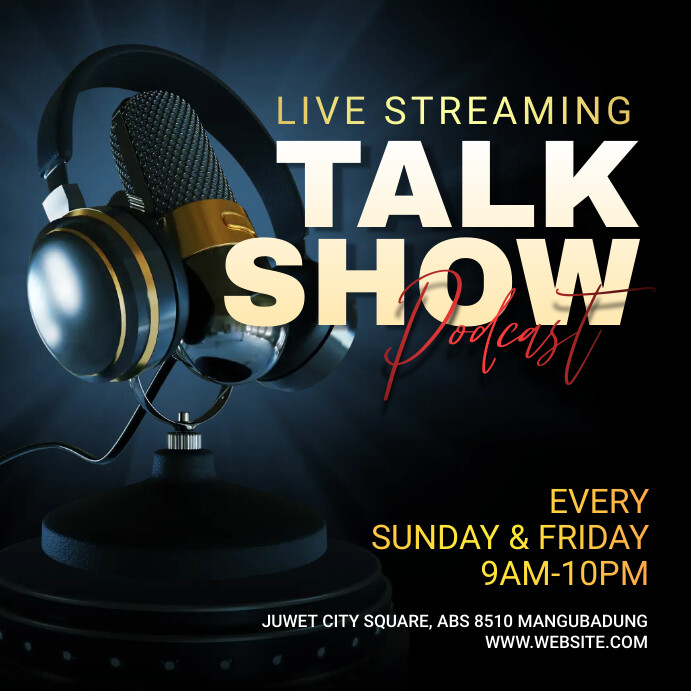 LIVE STREAMING
TALK
SHOW
Podcast
EVERY
SUNDAY & FRIDAY
9AM-10PM
JUWET CITY SQUARE, ABS 8510 MANGUBADUNG
WWW.WEBSITE.COM